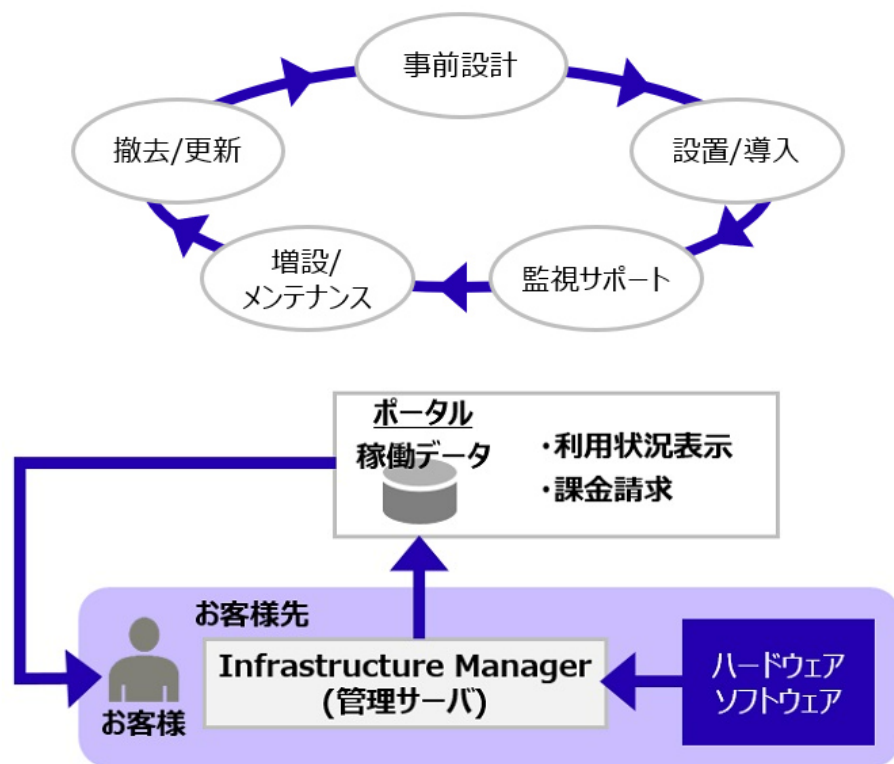 事前設計
撤去/更新
設置/導入
増設/
メンテナンス
監視サポート
ポータル
稼働データ
・利用状況表示
・課金請求
お客様先
お客様
Infrastructure Manager
(管理サーバ)
ハードウェア
ソフトウェア